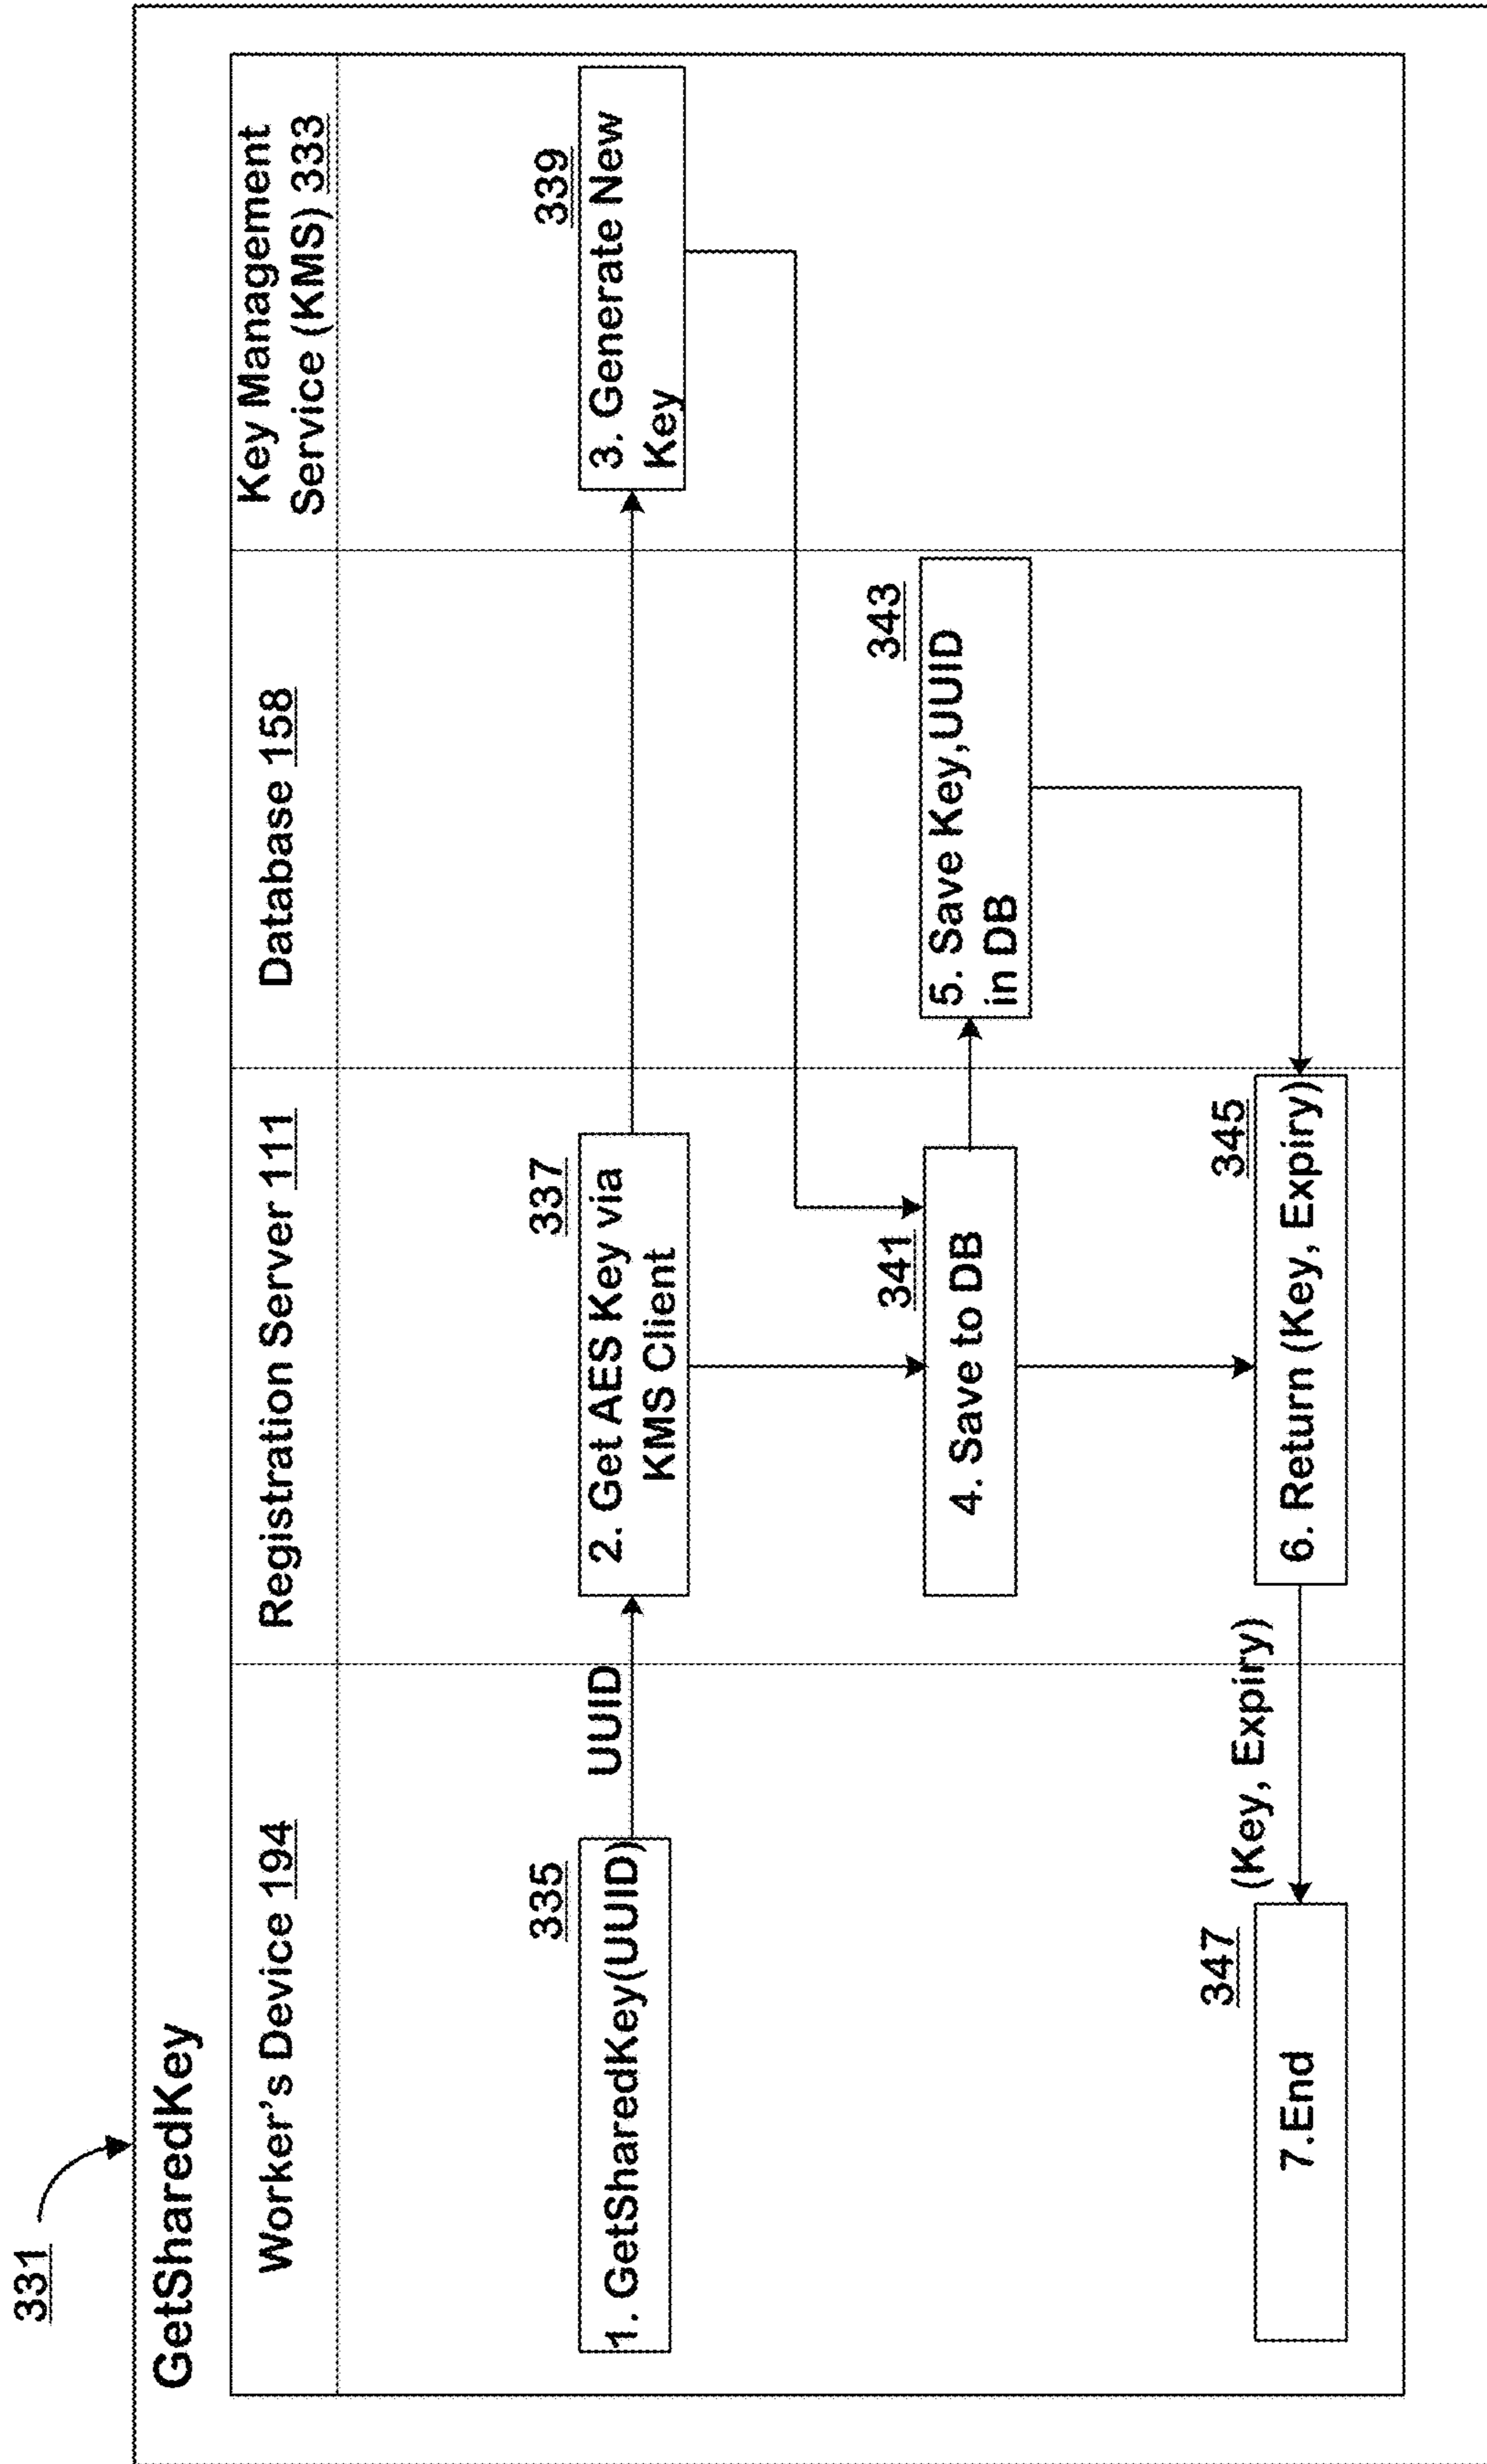 331
GetSharedKey
Worker's Device 194
Registration Server 111
Database 158
Key Management
Service (KMS) 333
335
1. GetSharedKey(UUID)
UUID
337
2. Get AES Key via
KMS Client
339
3. Generate New
Key
341
4. Save to DB
343
5. Save Key,UUID
in DB
345
6. Return (Key, Expiry)
(Key, Expiry)
347
7.End